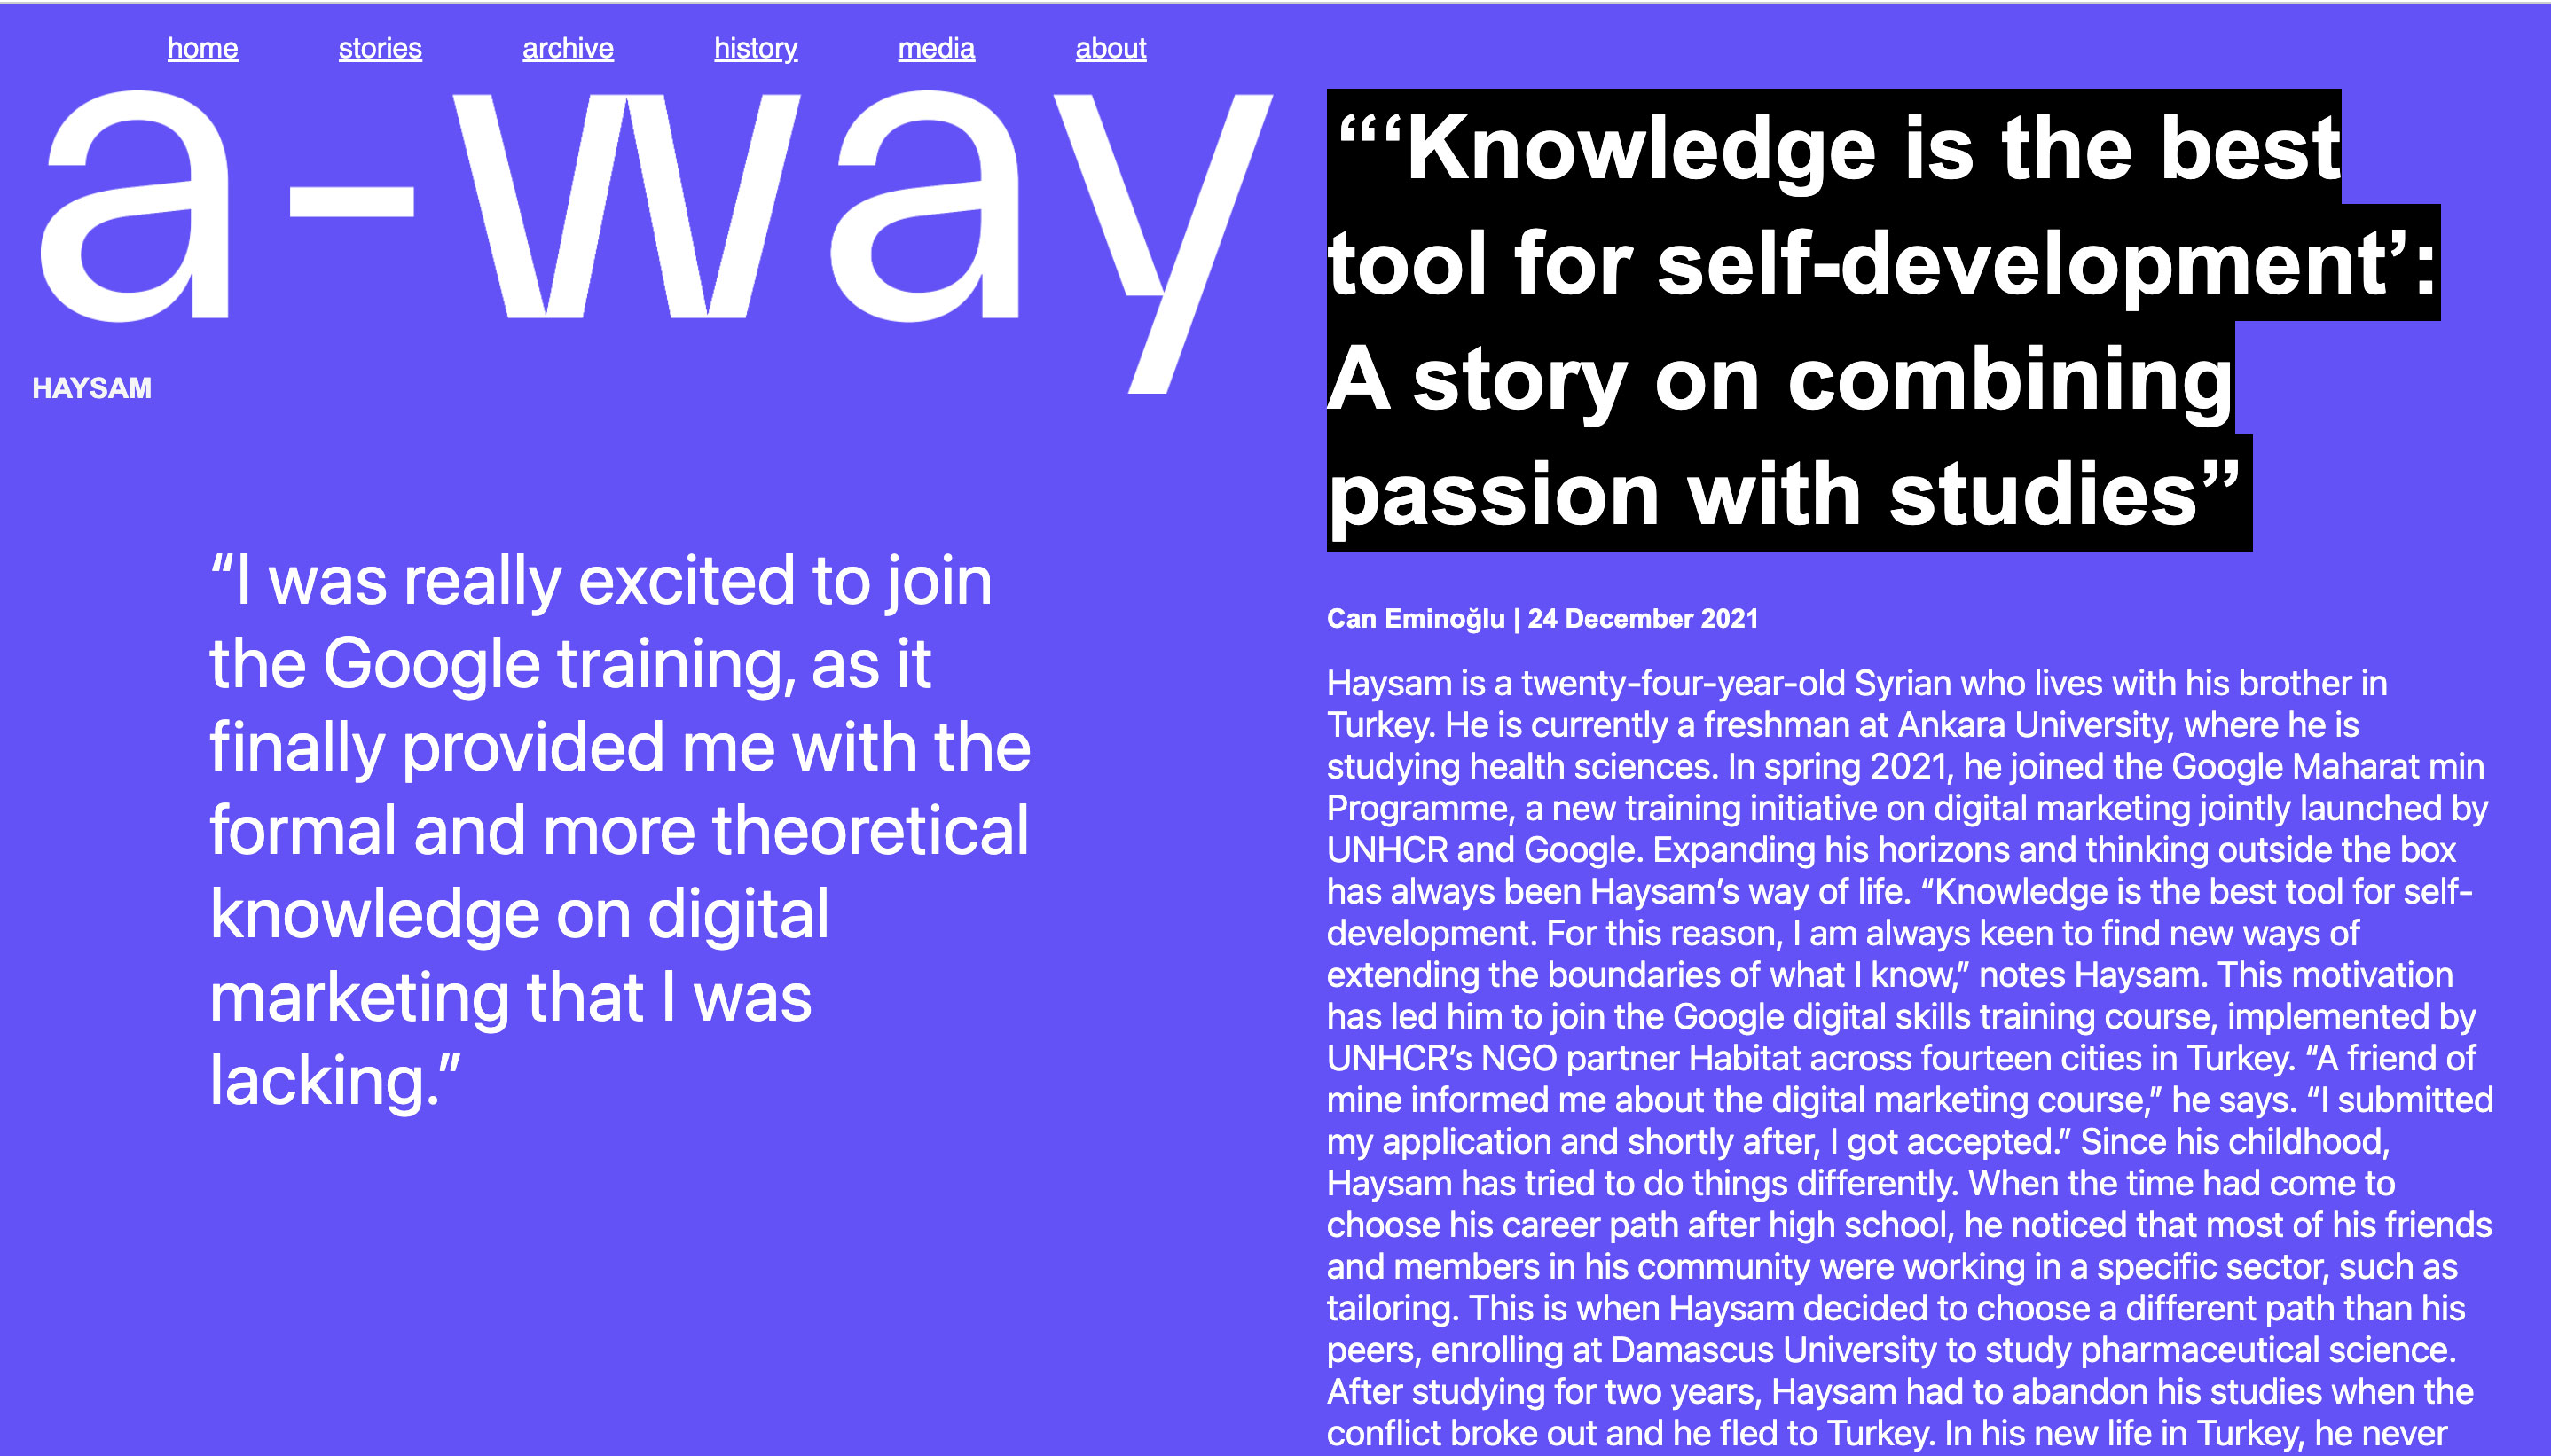 home stories archive history media about
a-way
HAYSAM
“I was really excited to join
the Google training, as it
finally provided me with the
formal and more theoretical
knowledge on digital
marketing that I was
lacking.”
“‘Knowledge is the best
tool for self-development’:
A story on combining
passion with studies”
Can Eminoğlu | 24 December 2021
Haysam is a twenty-four-year-old Syrian who lives with his brother in
Turkey. He is currently a freshman at Ankara University, where he is
studying health sciences. In spring 2021, he joined the Google Maharat min
Programme, a new training initiative on digital marketing jointly launched by
UNHCR and Google. Expanding his horizons and thinking outside the box
has always been Haysam’s way of life. “Knowledge is the best tool for self-
development. For this reason, I am always keen to find new ways of
extending the boundaries of what I know,” notes Haysam. This motivation
has led him to join the Google digital skills training course, implemented by
UNHCR’s NGO partner Habitat across fourteen cities in Turkey. “A friend of
mine informed me about the digital marketing course,” he says. “I submitted
my application and shortly after, I got accepted.” Since his childhood,
Haysam has tried to do things differently. When the time had come to
choose his career path after high school, he noticed that most of his friends
and members in his community were working in a specific sector, such as
tailoring. This is when Haysam decided to choose a different path than his
peers, enrolling at Damascus University to study pharmaceutical science.
After studying for two years, Haysam had to abandon his studies when the
conflict broke out and he fled to Turkey. In his new life in Turkey, he never